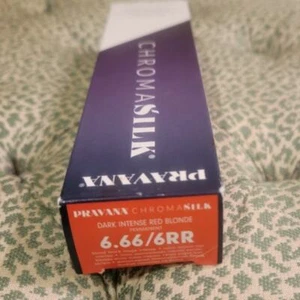 CHROMASILK®
PRAVANA®
PRAVANA CHROMASILK
DARK INTENSE RED BLONDE
6.66/6RR